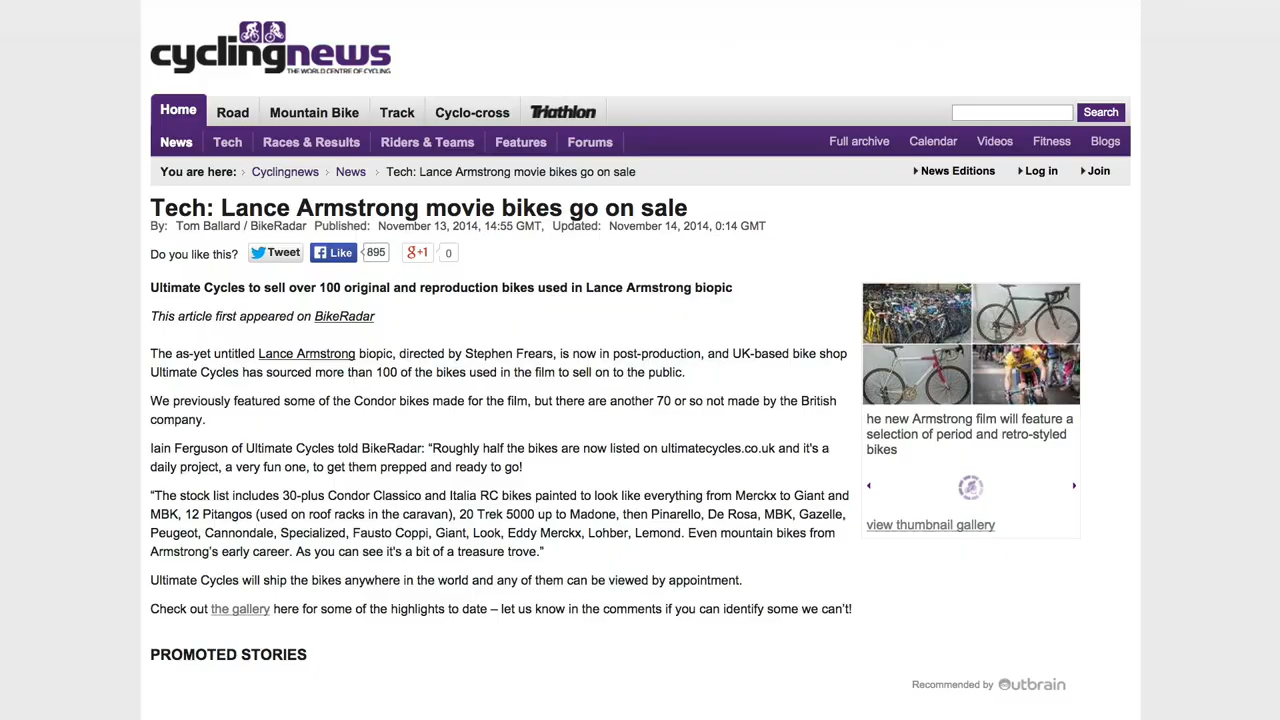 cyclingnews
THE WORLD CENTRE OF CYCLING
Home Road Mountain Bike Track Cyclo-cross Triathlon Search
News Tech Races & Results Riders & Teams Features Forums Full archive Calendar Videos Fitness Blogs
You are here: Cyclingnews News Tech: Lance Armstrong movie bikes go on sale News Editions Log in Join
Tech: Lance Armstrong movie bikes go on sale
By: Tom Ballard / BikeRadar Published: November 13, 2014, 14:55 GMT, Updated: November 14, 2014, 0:14 GMT
Do you like this? Tweet Like 895 g+1 0
Ultimate Cycles to sell over 100 original and reproduction bikes used in Lance Armstrong biopic
This article first appeared on BikeRadar
The as-yet untitled Lance Armstrong biopic, directed by Stephen Frears, is now in post-production, and UK-based bike shop
Ultimate Cycles has sourced more than 100 of the bikes used in the film to sell on to the public.
We previously featured some of the Condor bikes made for the film, but there are another 70 or so not made by the British
company.
Iain Ferguson of Ultimate Cycles told BikeRadar: “Roughly half the bikes are now listed on ultimatecycles.co.uk and it's a
daily project, a very fun one, to get them prepped and ready to go!
“The stock list includes 30-plus Condor Classico and Italia RC bikes painted to look like everything from Merckx to Giant and
MBK, 12 Pitangos (used on roof racks in the caravan), 20 Trek 5000 up to Madone, then Pinarello, De Rosa, MBK, Gazelle,
Peugeot, Cannondale, Specialized, Fausto Coppi, Giant, Look, Eddy Merckx, Lohber, Lemond. Even mountain bikes from
Armstrong’s early career. As you can see it's a bit of a treasure trove.”
Ultimate Cycles will ship the bikes anywhere in the world and any of them can be viewed by appointment.
Check out the gallery here for some of the highlights to date – let us know in the comments if you can identify some we can’t!
he new Armstrong film will feature a
selection of period and retro-styled
bikes
view thumbnail gallery
PROMOTED STORIES
Recommended by Outbrain